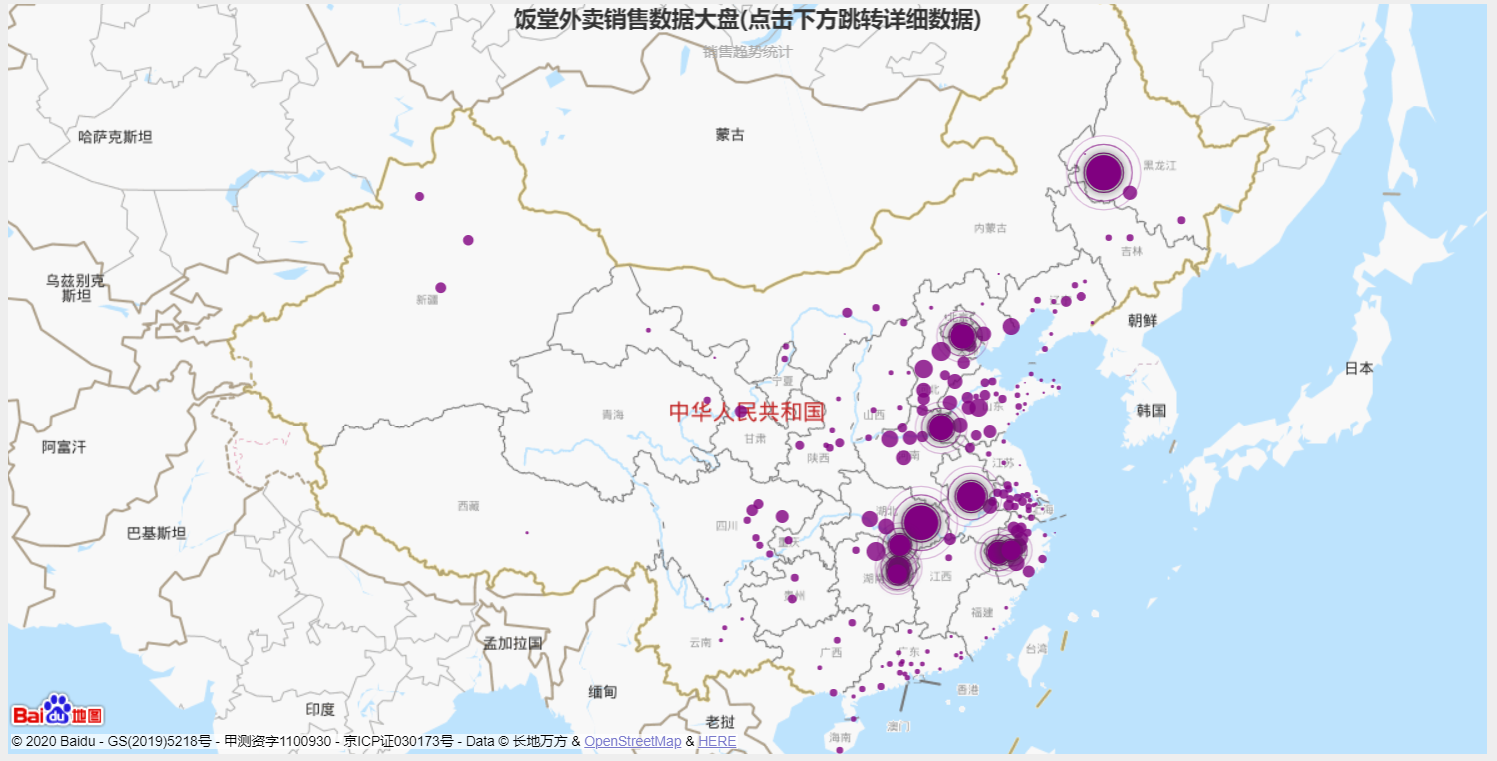 饭堂外卖销售数据大盘(点击下方跳转详细数据)
销售趋势统计
哈萨克斯坦
蒙古
黑龙江
内蒙古
吉林
乌兹别克
斯坦
新疆
朝鲜
日本
宁夏
青海
中华人民共和国
山西
韩国
甘肃
陕西
江苏
阿富汗
西藏
四川
湖北
上海
巴基斯坦
重庆
湖南
江西
贵州
福建
云南
广西
广东
台湾
孟加拉国
缅甸
香港
印度
老挝
澳门
海南
Bai du 地图
© 2020 Baidu - GS(2019)5218号 - 甲测资字1100930 - 京ICP证030173号 - Data © 长地万方 & OpenStreetMap & HERE